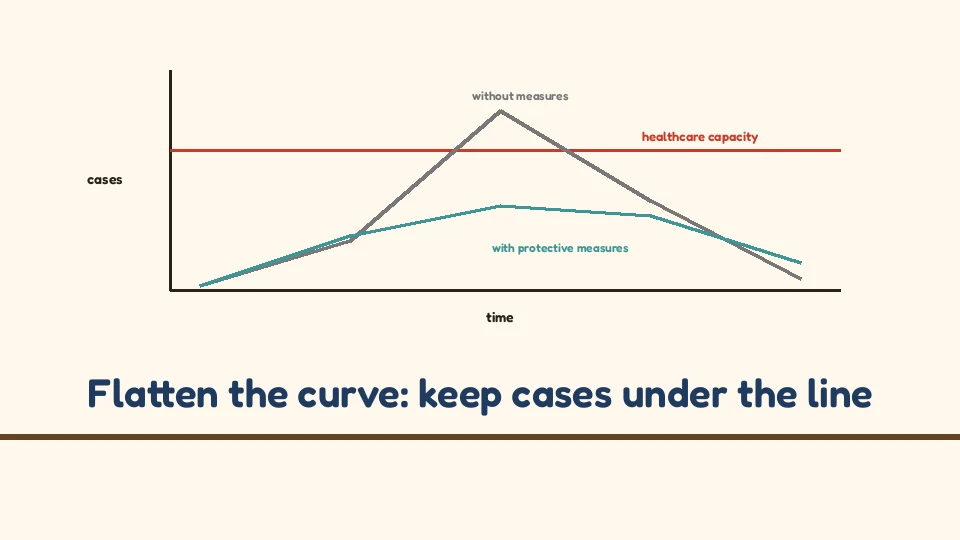 without measures
healthcare capacity
cases
with protective measures
time
Flatten the curve: keep cases under the line